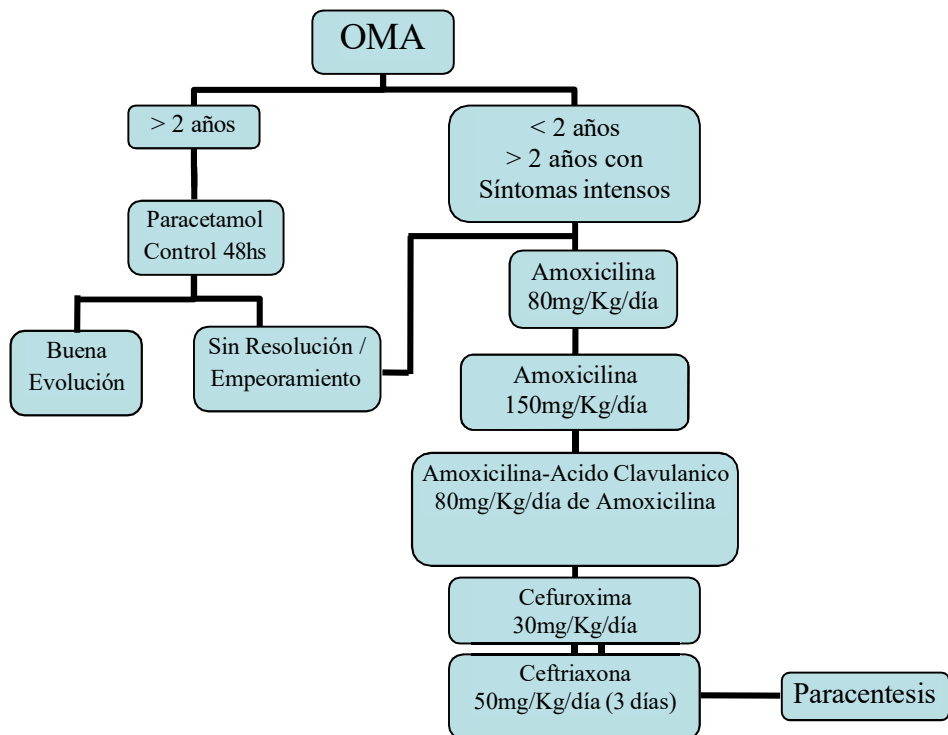 OMA
> 2 años
< 2 años
> 2 años con
Síntomas intensos
Paracetamol
Control 48hs
Amoxicilina
80mg/Kg/día
Buena
Evolución
Sin Resolución /
Empeoramiento
Amoxicilina
150mg/Kg/día
Amoxicilina-Acido Clavulanico
80mg/Kg/día de Amoxicilina
Cefuroxima
30mg/Kg/día
Ceftriaxona
50mg/Kg/día (3 días)
Paracentesis